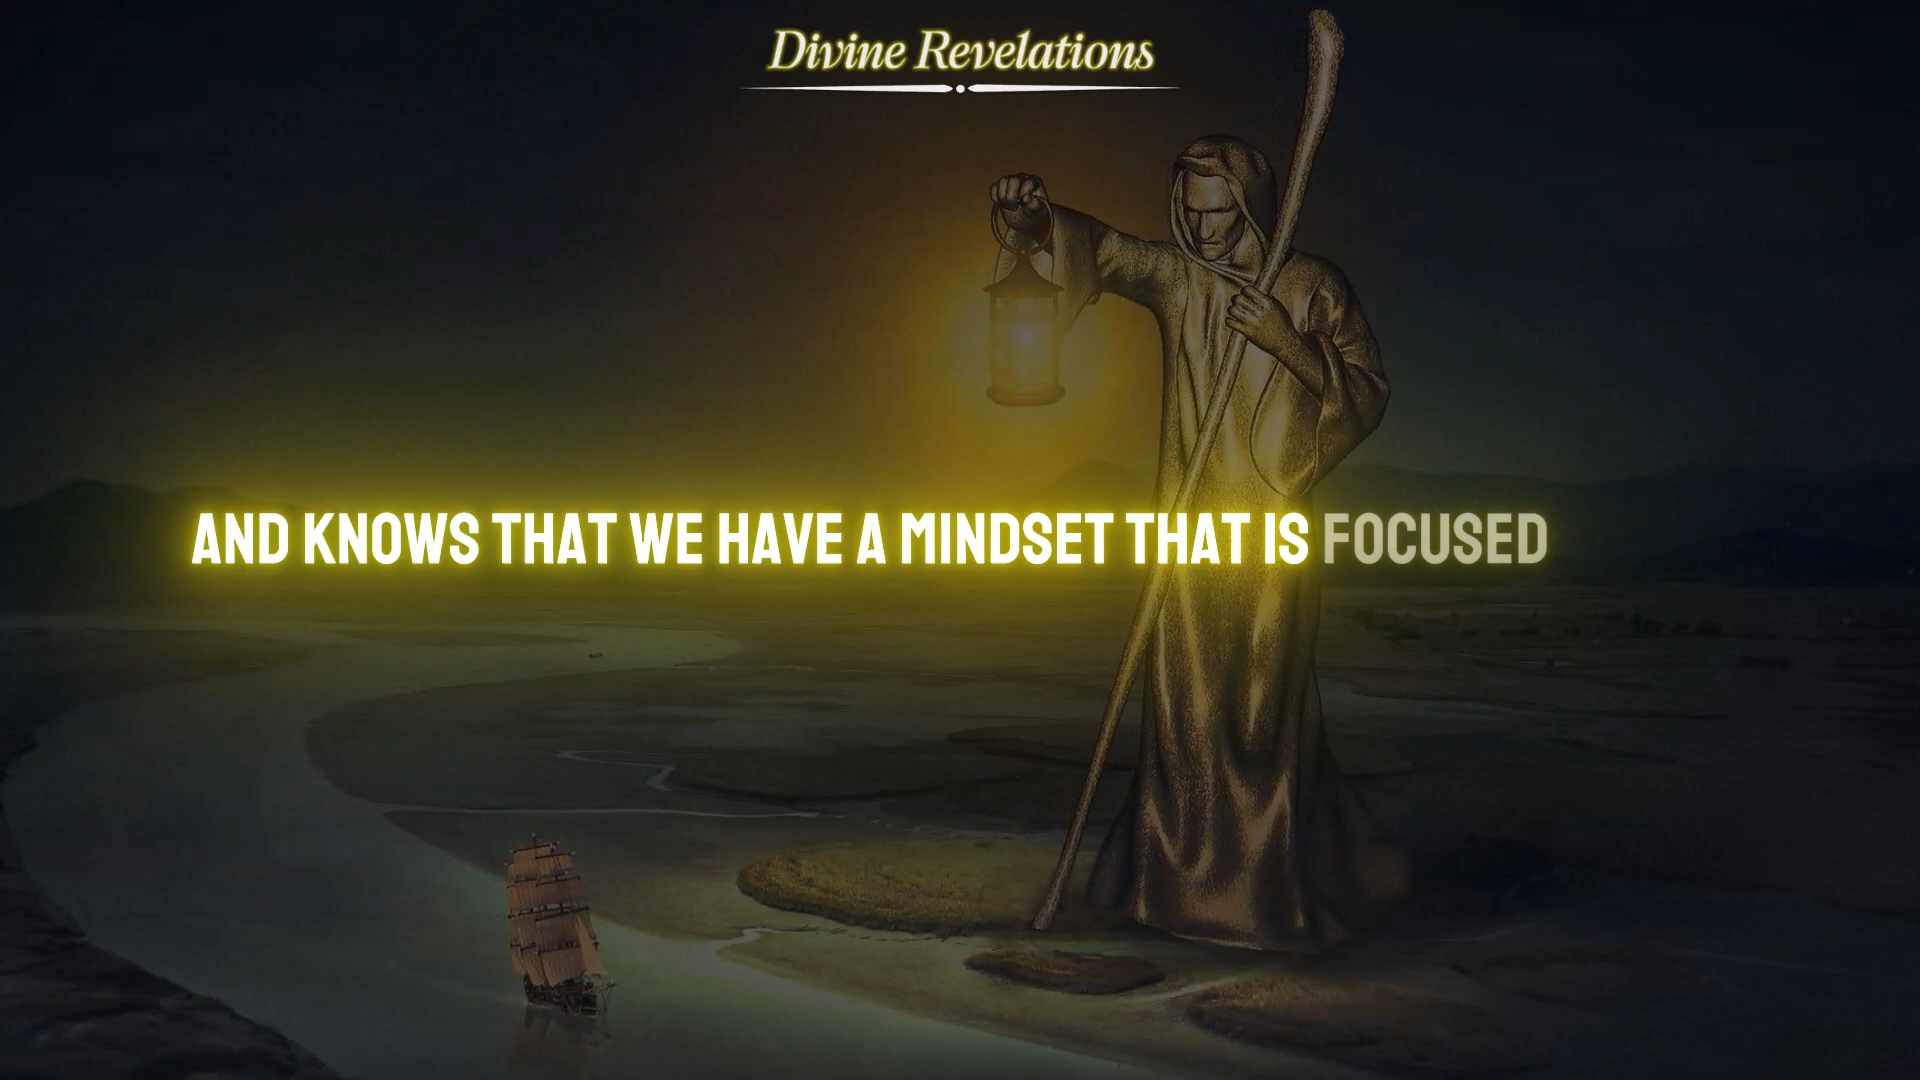 Divine Revelations
AND KNOWS THAT WE HAVE A MINDSET THAT IS FOCUSED